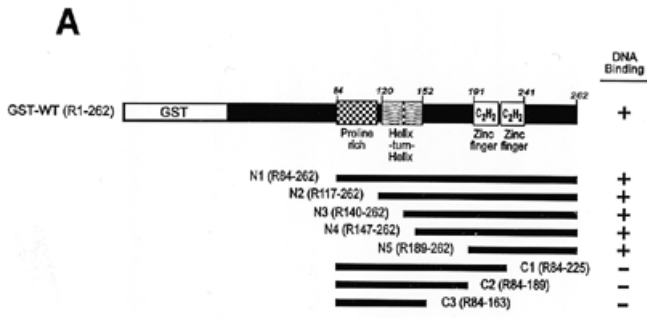 A
DNA
Binding
84 120 152 191 241 262
GST-WT (R1-262) GST C2H2 C2H2 +
Proline
rich
Helix
-turn-
Helix
Zinc
finger
Zinc
finger
N1 (R84-262) +
N2 (R117-262) +
N3 (R140-262) +
N4 (R147-262) +
N5 (R189-262) +
C1 (R84-225) –
C2 (R84-189) –
C3 (R84-163) –